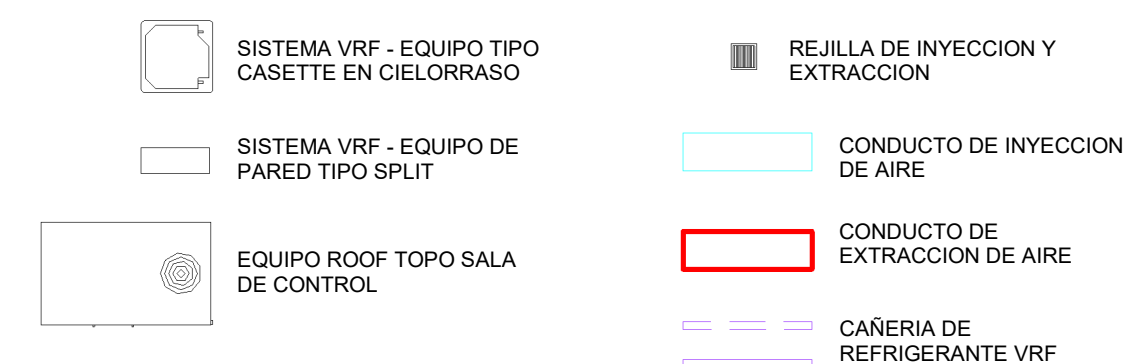 SISTEMA VRF - EQUIPO TIPO
CASETTE EN CIELORRASO
SISTEMA VRF - EQUIPO DE
PARED TIPO SPLIT
EQUIPO ROOF TOPO SALA
DE CONTROL
REJILLA DE INYECCION Y
EXTRACCION
CONDUCTO DE INYECCION
DE AIRE
CONDUCTO DE
EXTRACCION DE AIRE
CAÑERIA DE
REFRIGERANTE VRF